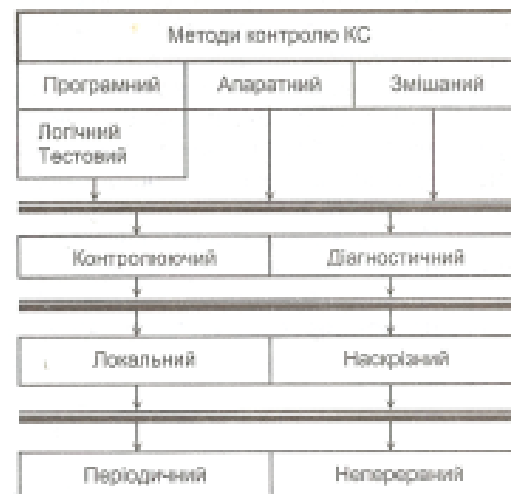 Методи контролю КС
Програмний Апаратний Змішаний
Логічний
Тестовий
Контролюючий Діагностичний
Локальний Наскрізний
Періодичний Неперервний